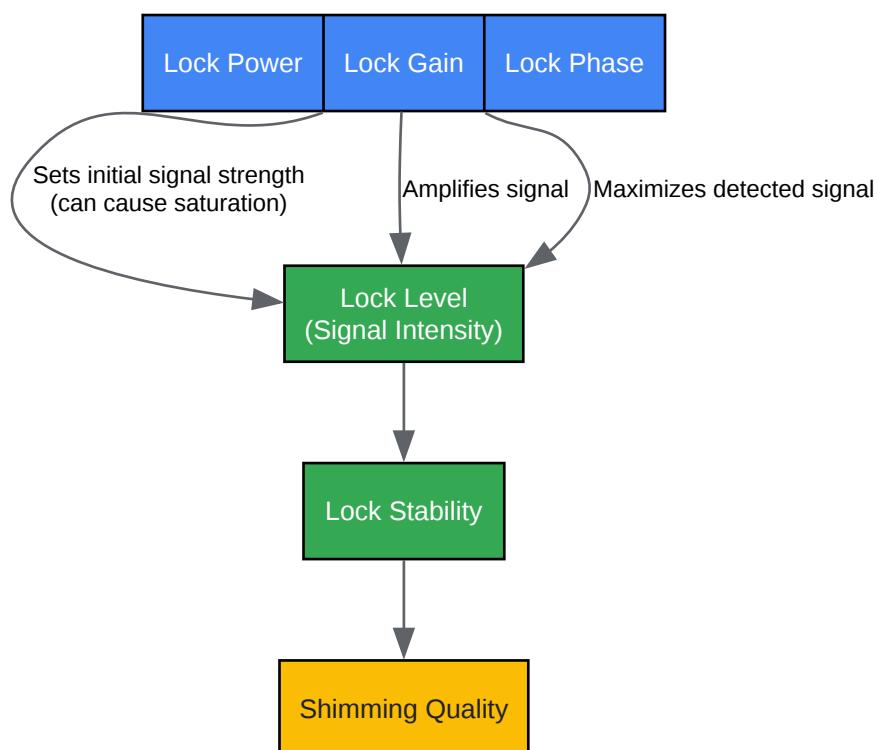 Lock Power
Lock Gain
Lock Phase
Sets initial signal strength
(can cause saturation)
Amplifies signal
Maximizes detected signal
Lock Level
(Signal Intensity)
Lock Stability
Shimming Quality